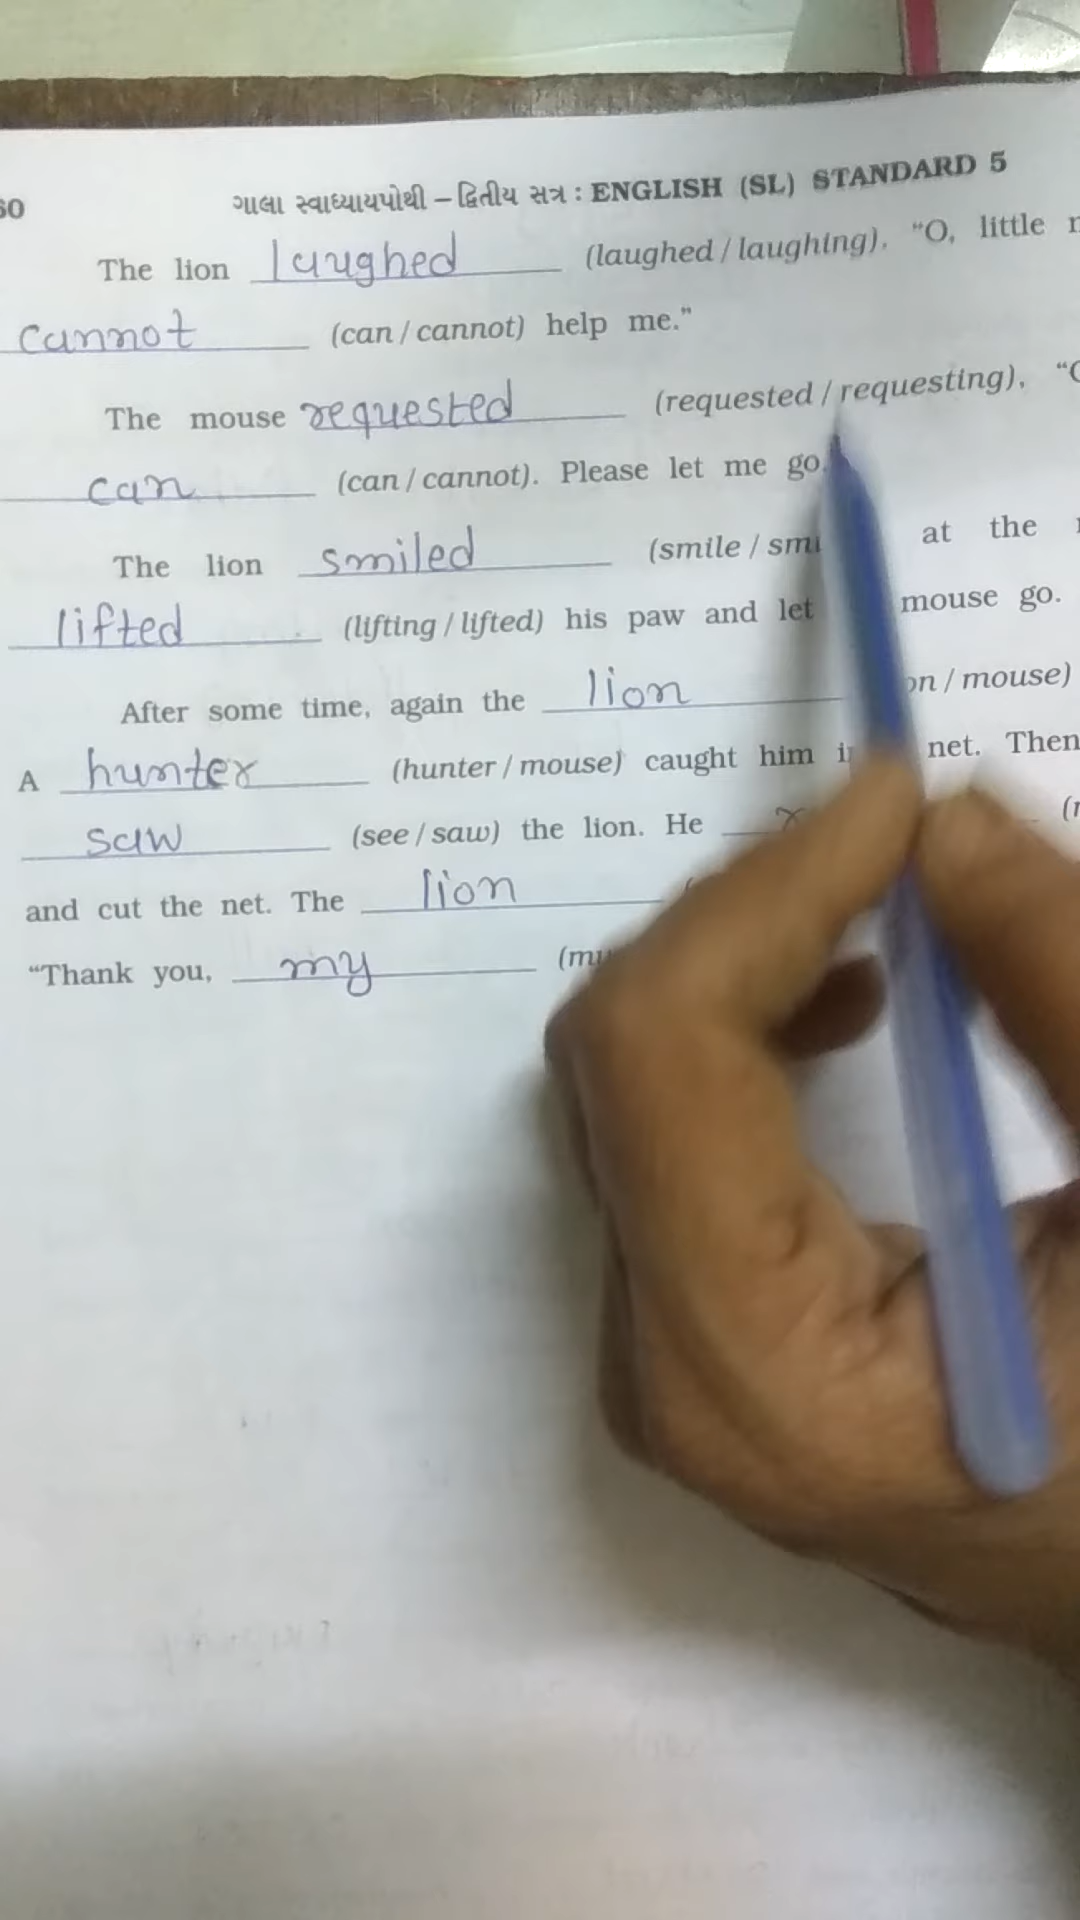 60 ગાલા સ્વાધ્યાયપોથી – દ્વિતીય સત્ર : ENGLISH (SL) STANDARD 5
The lion laughed (laughed / laughing), "O, little
cannot (can / cannot) help me."
The mouse requested (requested / requesting), "
can (can / cannot). Please let me go.
The lion smiled (smile / at the
lifted (lifting / lifted) his paw and let mouse go.
After some time, again the lion / mouse)
A hunter (hunter / mouse) caught him net. Then
saw (see / saw) the lion. He
and cut the net. The lion
"Thank you, my